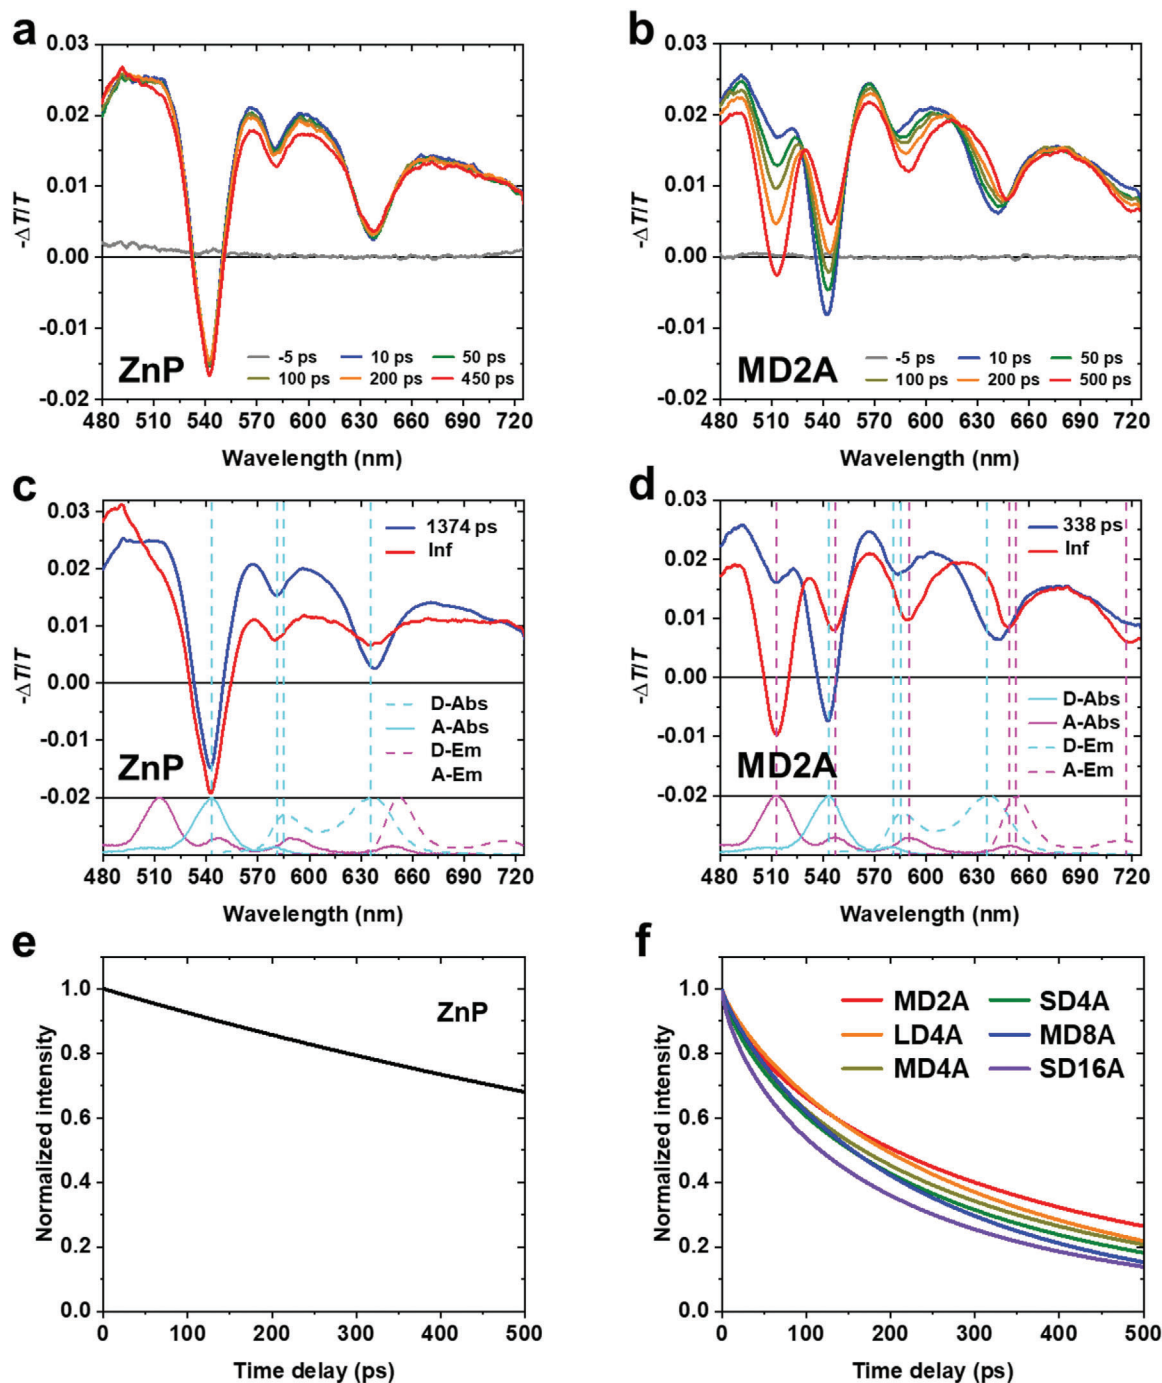 a
0.03
0.02
0.01
0.00
-0.01
-0.02
-ΔT/T
ZnP
-5 ps 10 ps 50 ps
100 ps 200 ps 450 ps
480 510 540 570 600 630 660 690 720
Wavelength (nm)
b
0.03
0.02
0.01
0.00
-0.01
-0.02
-ΔT/T
MD2A
-5 ps 10 ps 50 ps
100 ps 200 ps 500 ps
480 510 540 570 600 630 660 690 720
Wavelength (nm)
c
0.03
0.02
0.01
0.00
-0.01
-0.02
-ΔT/T
1374 ps
Inf
D-Abs
A-Abs
D-Em
A-Em
ZnP
480 510 540 570 600 630 660 690 720
Wavelength (nm)
d
0.03
0.02
0.01
0.00
-0.01
-0.02
-ΔT/T
338 ps
Inf
D-Abs
A-Abs
D-Em
A-Em
MD2A
480 510 540 570 600 630 660 690 720
Wavelength (nm)
e
1.0
0.8
0.6
0.4
0.2
0.0
Normalized intensity
ZnP
0 100 200 300 400 500
Time delay (ps)
f
1.0
0.8
0.6
0.4
0.2
0.0
Normalized intensity
MD2A SD4A
LD4A MD8A
MD4A SD16A
0 100 200 300 400 500
Time delay (ps)